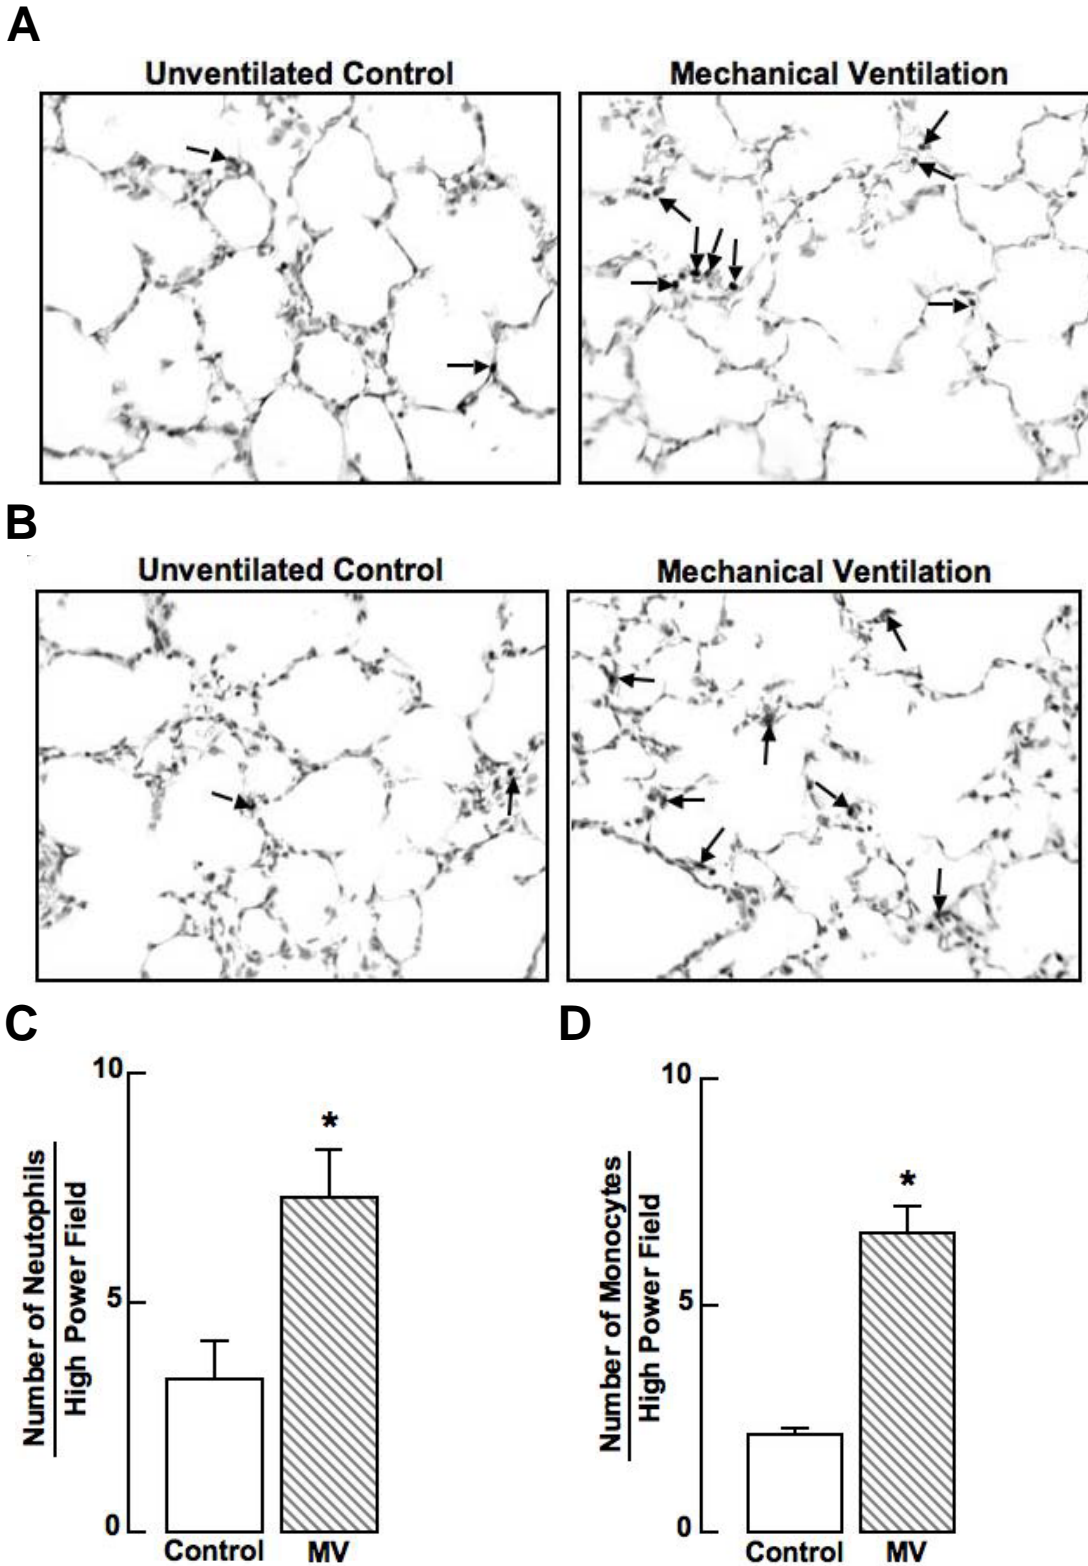 A
Unventilated Control
Mechanical Ventilation
B
Unventilated Control
Mechanical Ventilation
C
Number of Neutophils
High Power Field
10
5
0
*
Control
MV
D
Number of Monocytes
High Power Field
10
5
0
*
Control
MV